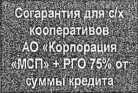 Согарантия для с/х
кооперативов
АО «Корпорация
«МСП» + РГО 75% от
суммы кредита